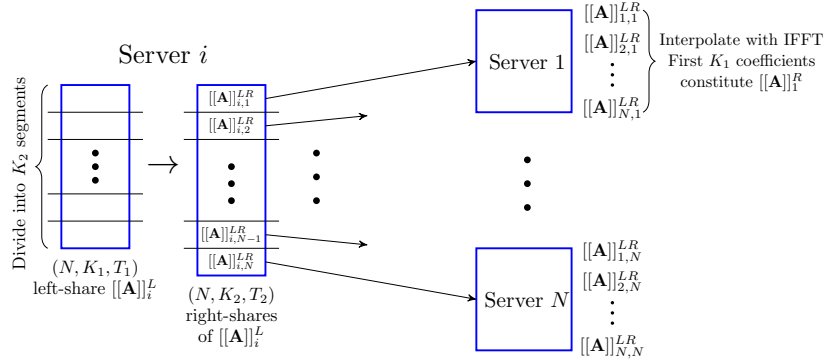 Server i
Divide into K_2 segments
(N, K_1, T_1)
left-share [[A]]_i^L
[[A]]_{i,1}^{LR}
[[A]]_{i,2}^{LR}
[[A]]_{i,N−1}^{LR}
[[A]]_{i,N}^{LR}
(N, K_2, T_2)
right-shares
of [[A]]_i^L
Server 1
[[A]]_{1,1}^{LR}
[[A]]_{2,1}^{LR}
[[A]]_{N,1}^{LR}
Interpolate with IFFT
First K_1 coefficients
constitute [[A]]_1^R
Server N
[[A]]_{1,N}^{LR}
[[A]]_{2,N}^{LR}
[[A]]_{N,N}^{LR}